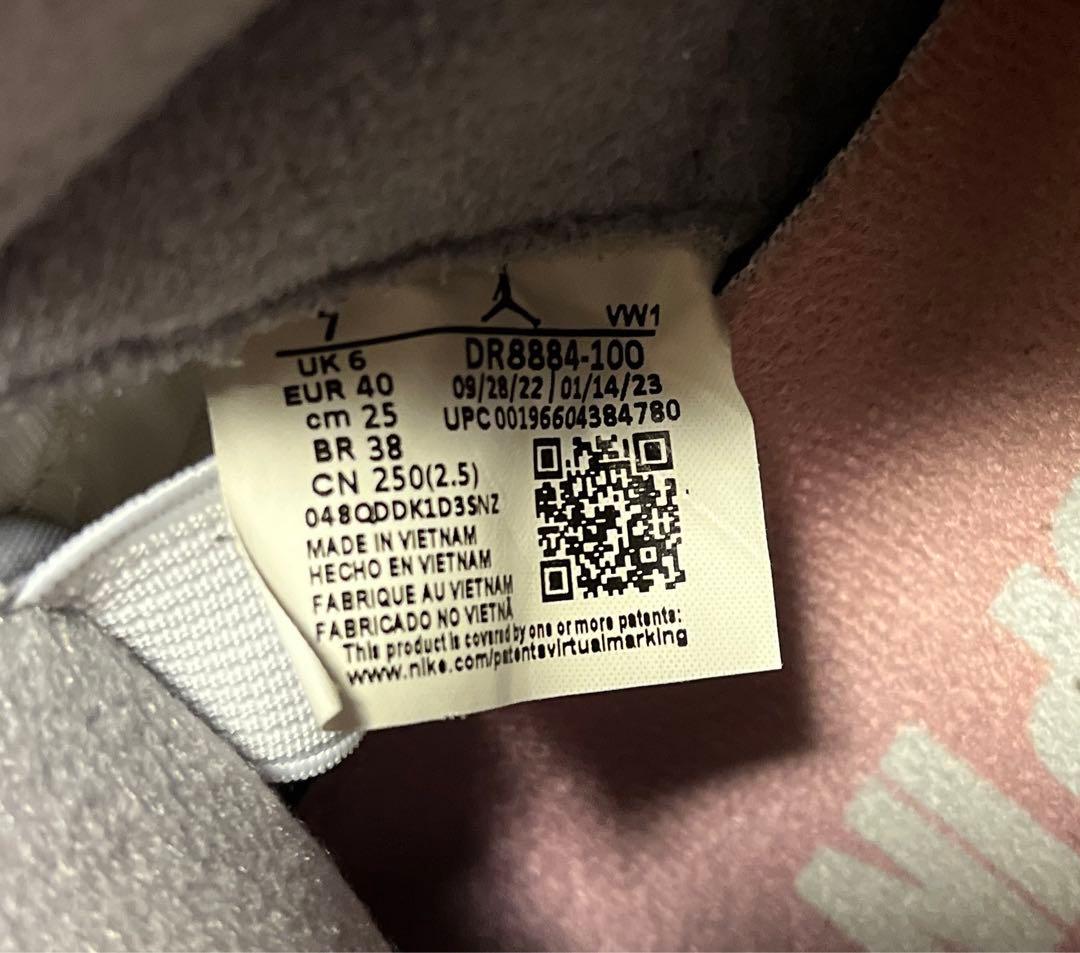 7 VW1
UK 6 DR8884-100
EUR 40 09/28/22 01/14/23
cm 25 UPC 00196604384780
BR 38
CN 250(2.5)
048QDDK1D3SNZ
MADE IN VIETNAM
HECHO EN VIETNAM
FABRIQUE AU VIETNAM
FABRICADO NO VIETNÃ
This product is covered by one or more patents:
www.nike.com/patentsvirtualmarking